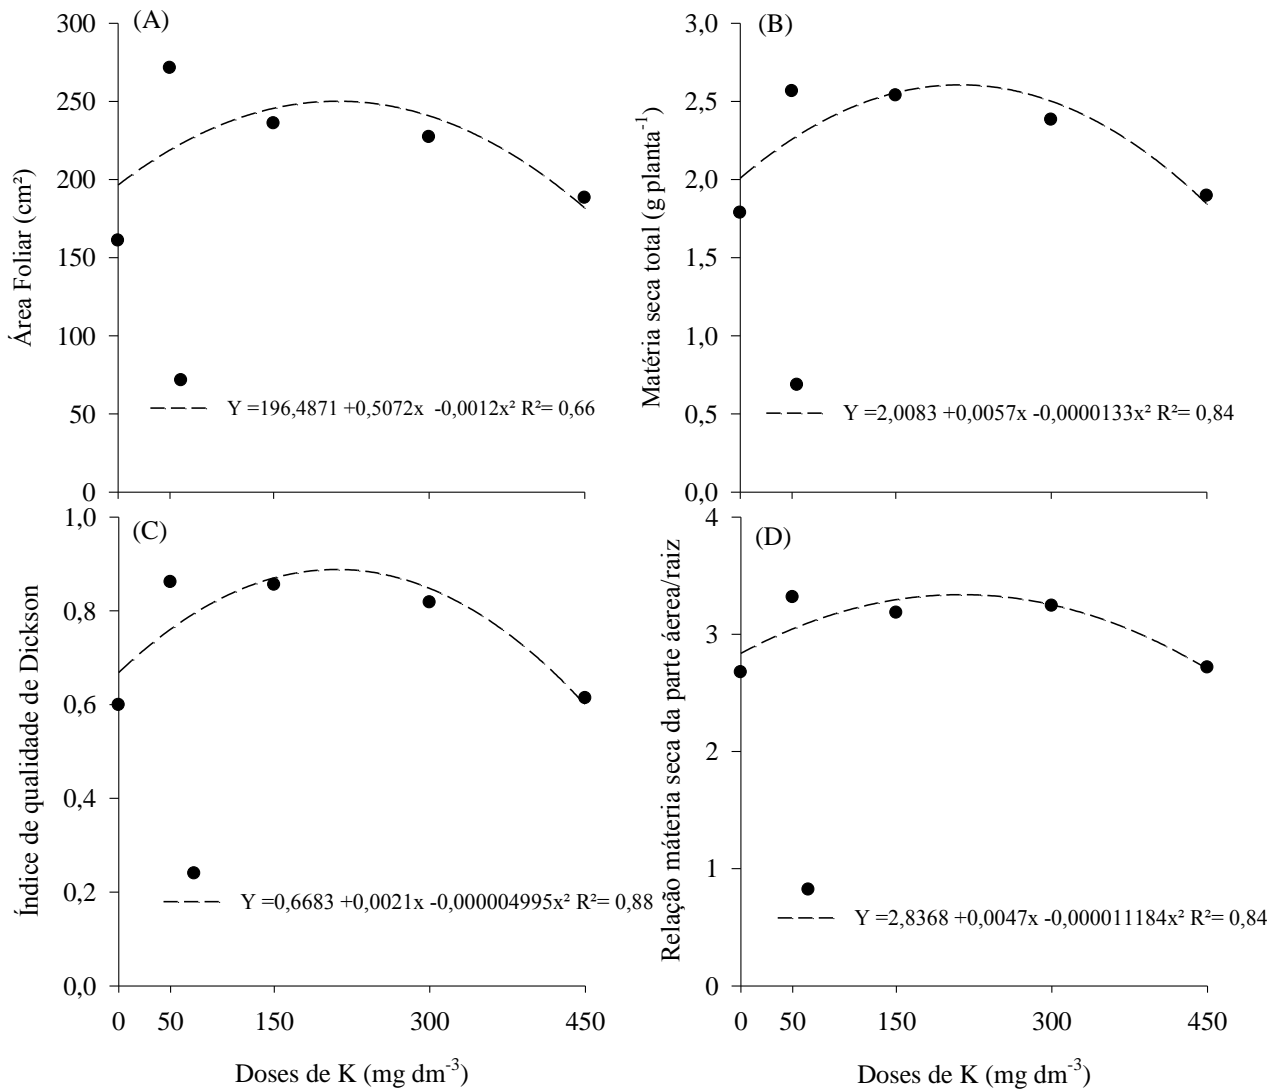 (A)
300
250
200
150
100
50
0
Área Foliar (cm²)
Y =196,4871 +0,5072x -0,0012x² R²= 0,66
(B)
3,0
2,5
2,0
1,5
1,0
0,5
0,0
Matéria seca total (g planta⁻¹)
Y =2,0083 +0,0057x -0,0000133x² R²= 0,84
(C)
1,0
0,8
0,6
0,4
0,2
0,0
Índice de qualidade de Dickson
Y =0,6683 +0,0021x -0,000004995x² R²= 0,88
0 50 150 300 450
Doses de K (mg dm⁻³)
(D)
4
3
2
1
0
Relação máteria seca da parte áerea/raiz
Y =2,8368 +0,0047x -0,000011184x² R²= 0,84
0 50 150 300 450
Doses de K (mg dm⁻³)